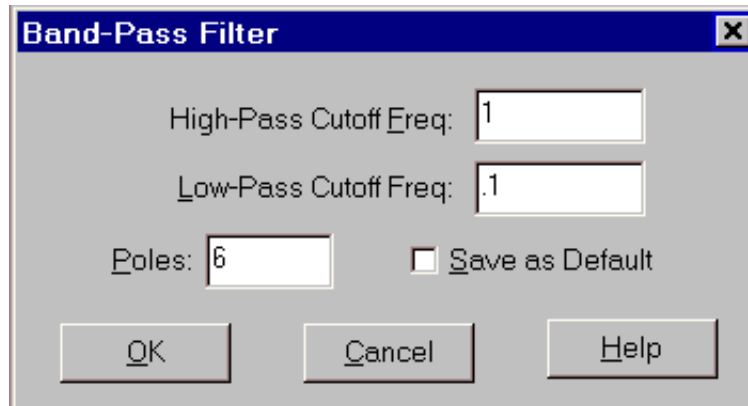 Band-Pass Filter
High-Pass Cutoff Freq: 1
Low-Pass Cutoff Freq: .1
Poles: 6 Save as Default
OK Cancel Help